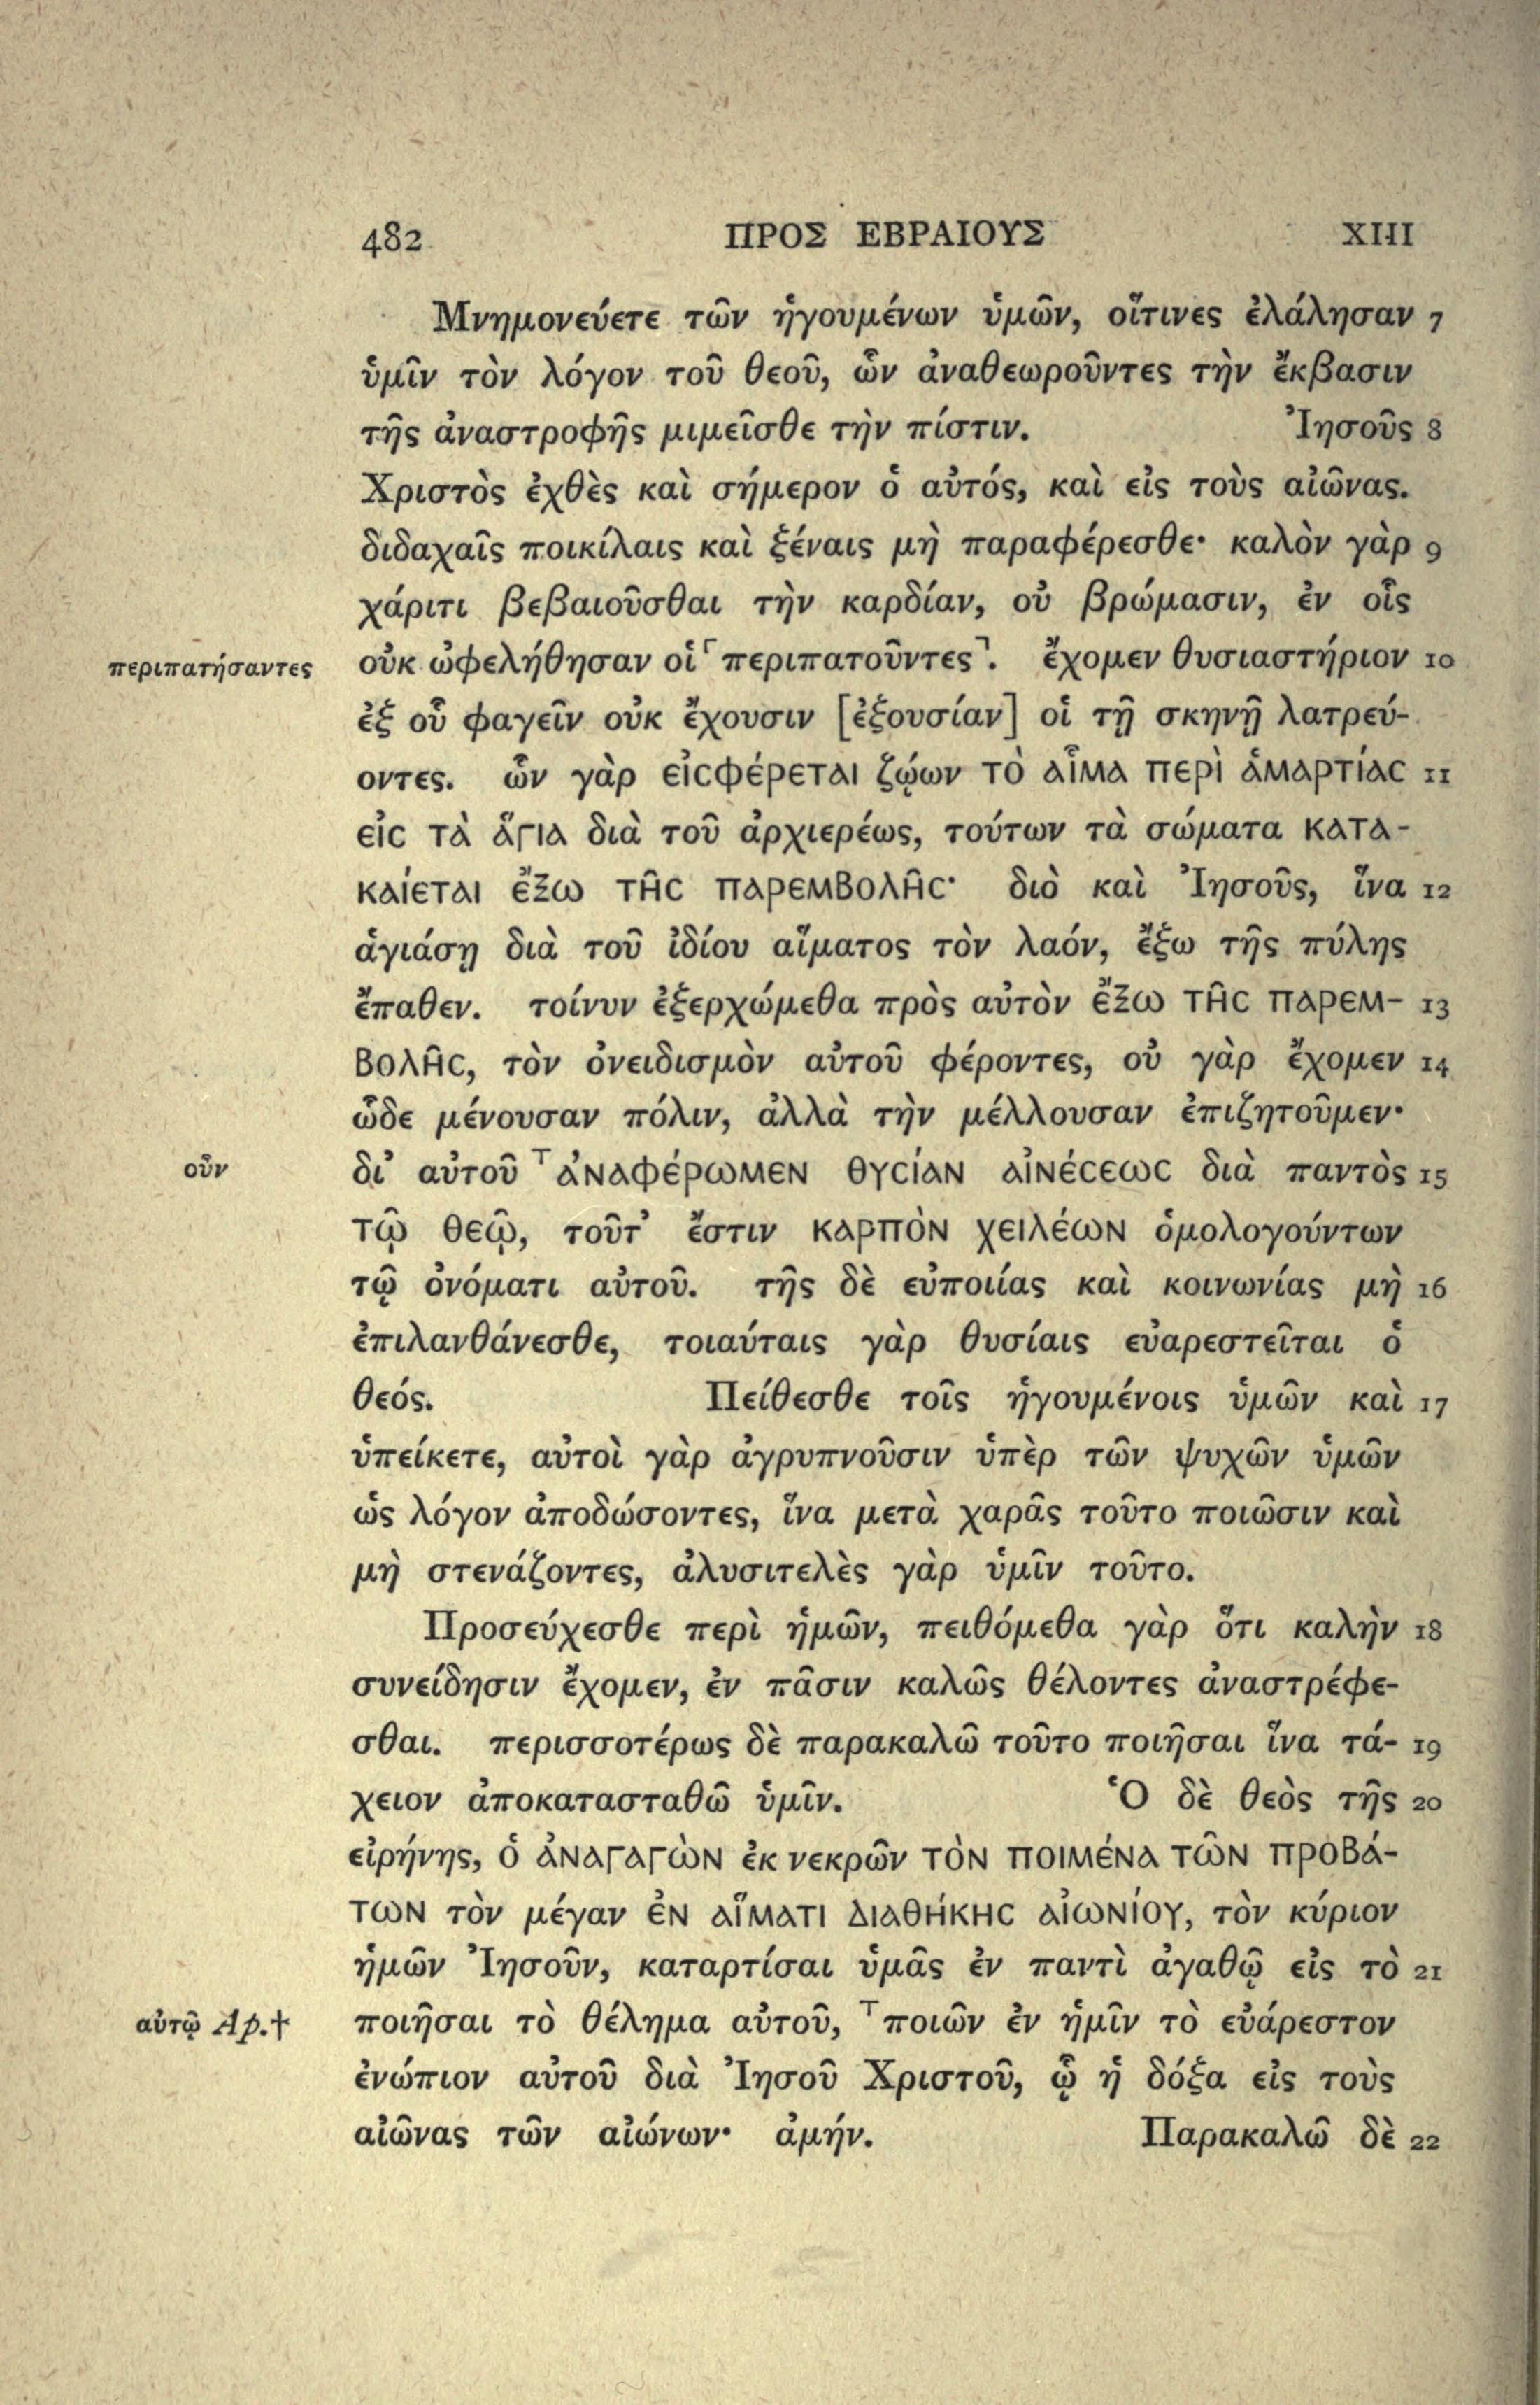 482 ΠΡΟΣ ΕΒΡΑΙΟΥΣ XIII
Μνημονεύετε τῶν ἡγουμένων ὑμῶν, οἵτινες ἐλάλησαν 7
ὑμῖν τὸν λόγον τοῦ θεοῦ, ὧν ἀναθεωροῦντες τὴν ἔκβασιν
τῆς ἀναστροφῆς μιμεῖσθε τὴν πίστιν. Ἰησοῦς 8
Χριστὸς ἐχθὲς καὶ σήμερον ὁ αὐτός, καὶ εἰς τοὺς αἰῶνας.
διδαχαῖς ποικίλαις καὶ ξέναις μὴ παραφέρεσθε· καλὸν γὰρ 9
χάριτι βεβαιοῦσθαι τὴν καρδίαν, οὐ βρώμασιν, ἐν οἷς
περιπατήσαντες οὐκ ὠφελήθησαν οἱ ⸂περιπατοῦντες⸃. ἔχομεν θυσιαστήριον 10
ἐξ οὗ φαγεῖν οὐκ ἔχουσιν [ἐξουσίαν] οἱ τῇ σκηνῇ λατρεύ-
οντες. ὧν γὰρ εἰϲφέρεται ζῴων τὸ αἷμα περὶ ἁμαρτίαϲ 11
εἰϲ τὰ ἅγια διὰ τοῦ ἀρχιερέως, τούτων τὰ σώματα κατα-
καίεται ἔξω τῆϲ παρεμβολῆϲ· διὸ καὶ Ἰησοῦς, ἵνα 12
ἁγιάσῃ διὰ τοῦ ἰδίου αἵματος τὸν λαόν, ἔξω τῆς πύλης
ἔπαθεν. τοίνυν ἐξερχώμεθα πρὸς αὐτὸν ἔξω τῆϲ παρεμ- 13
βολῆϲ, τὸν ὀνειδισμὸν αὐτοῦ φέροντες, οὐ γὰρ ἔχομεν 14
ὧδε μένουσαν πόλιν, ἀλλὰ τὴν μέλλουσαν ἐπιζητοῦμεν·
οὖν δι᾽ αὐτοῦ ⸆ ἀναφέρωμεν θυϲίαν αἰνέϲεωϲ διὰ παντὸς 15
τῷ θεῷ, τοῦτ᾽ ἔστιν καρπὸν χειλέων ὁμολογούντων
τῷ ὀνόματι αὐτοῦ. τῆς δὲ εὐποιίας καὶ κοινωνίας μὴ 16
ἐπιλανθάνεσθε, τοιαύταις γὰρ θυσίαις εὐαρεστεῖται ὁ
θεός. Πείθεσθε τοῖς ἡγουμένοις ὑμῶν καὶ 17
ὑπείκετε, αὐτοὶ γὰρ ἀγρυπνοῦσιν ὑπὲρ τῶν ψυχῶν ὑμῶν
ὡς λόγον ἀποδώσοντες, ἵνα μετὰ χαρᾶς τοῦτο ποιῶσιν καὶ
μὴ στενάζοντες, ἀλυσιτελὲς γὰρ ὑμῖν τοῦτο.
Προσεύχεσθε περὶ ἡμῶν, πειθόμεθα γὰρ ὅτι καλὴν 18
συνείδησιν ἔχομεν, ἐν πᾶσιν καλῶς θέλοντες ἀναστρέφε-
σθαι. περισσοτέρως δὲ παρακαλῶ τοῦτο ποιῆσαι ἵνα τά- 19
χειον ἀποκατασταθῶ ὑμῖν. Ὁ δὲ θεὸς τῆς 20
εἰρήνης, ὁ ἀναγαγὼν ἐκ νεκρῶν τὸν ποιμένα τῶν προβά-
των τὸν μέγαν ἐν αἵματι διαθήκηϲ αἰωνίου, τὸν κύριον
ἡμῶν Ἰησοῦν, καταρτίσαι ὑμᾶς ἐν παντὶ ἀγαθῷ εἰς τὸ 21
αὐτῷ Ap.† ποιῆσαι τὸ θέλημα αὐτοῦ, ⸆ποιῶν ἐν ἡμῖν τὸ εὐάρεστον
ἐνώπιον αὐτοῦ διὰ Ἰησοῦ Χριστοῦ, ᾧ ἡ δόξα εἰς τοὺς
αἰῶνας τῶν αἰώνων· ἀμήν. Παρακαλῶ δὲ 22